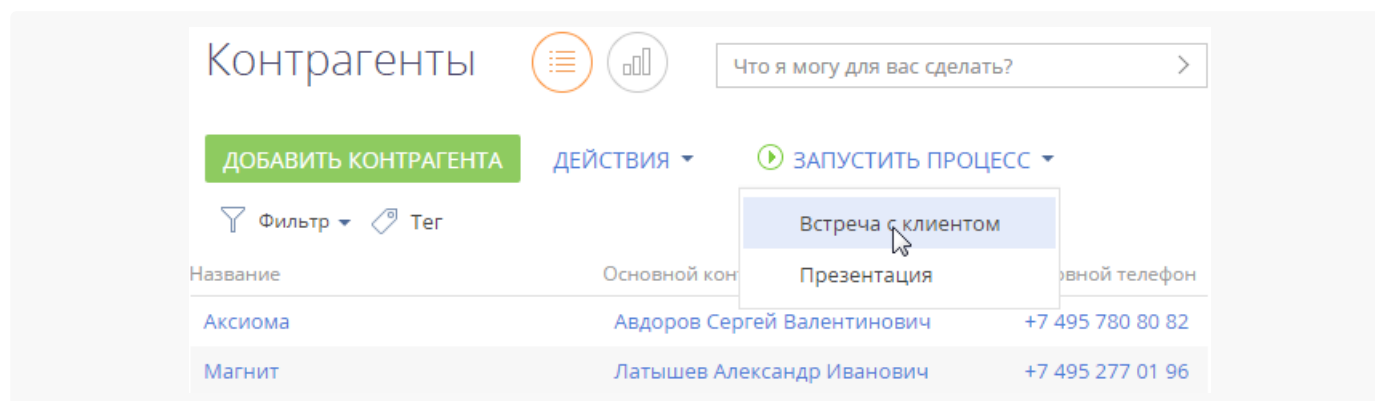 Контрагенты
Что я могу для вас сделать?
ДОБАВИТЬ КОНТРАГЕНТА ДЕЙСТВИЯ ЗАПУСТИТЬ ПРОЦЕСС
Фильтр Тег
Встреча с клиентом
Презентация
Название Основной телефон
Аксиома Авдоров Сергей Валентинович +7 495 780 80 82
Магнит Латышев Александр Иванович +7 495 277 01 96